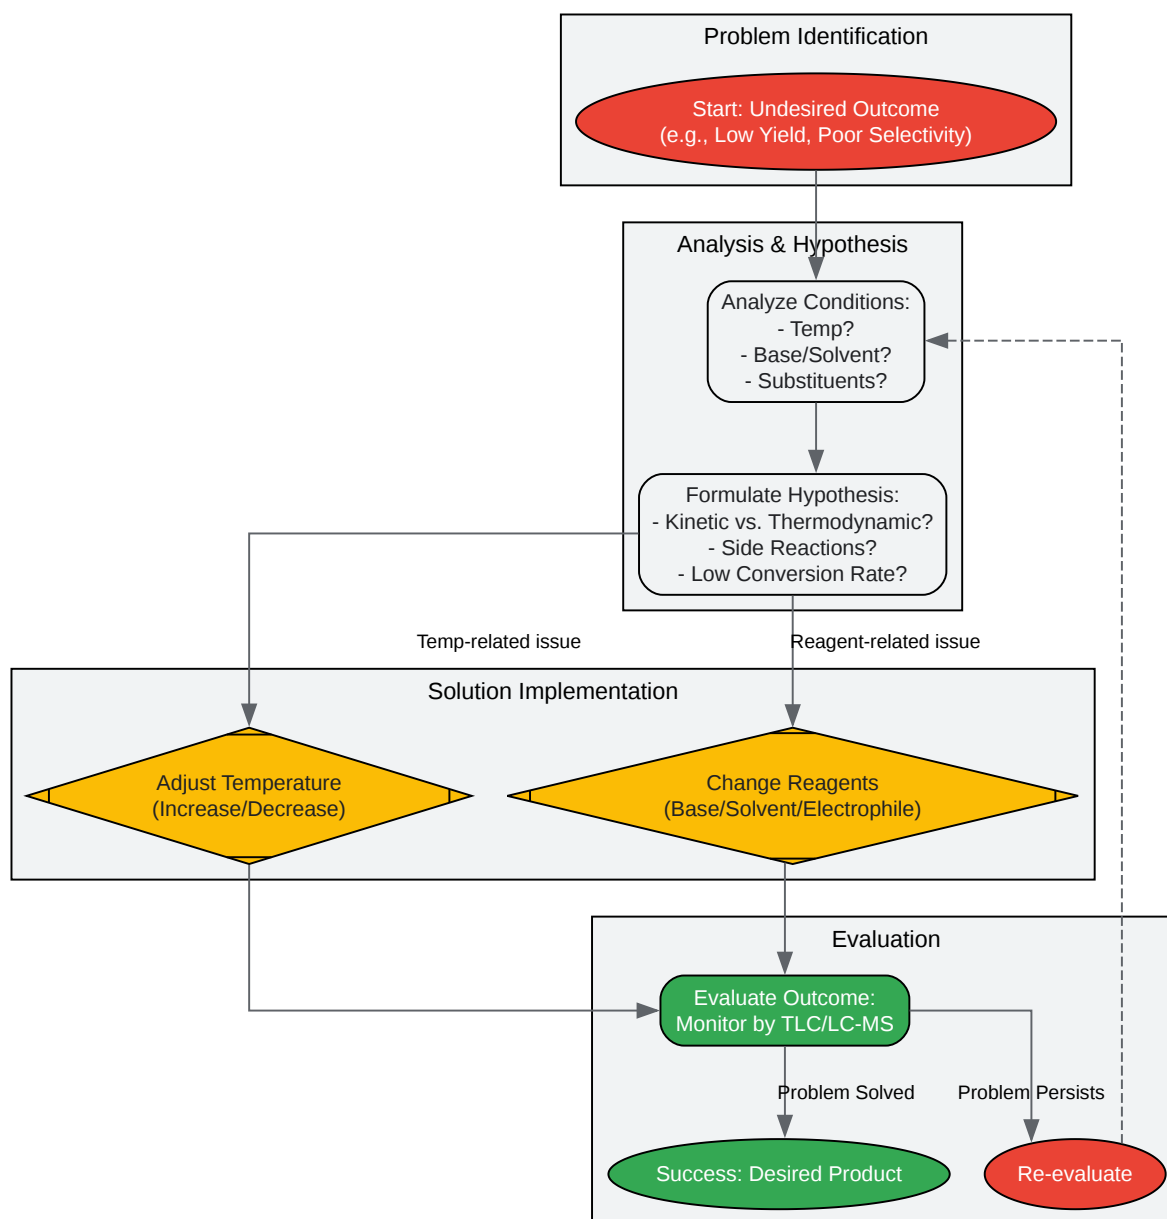 Problem Identification
Start: Undesired Outcome
(e.g., Low Yield, Poor Selectivity)
Analysis & Hypothesis
Analyze Conditions:
- Temp?
- Base/Solvent?
- Substituents?
Formulate Hypothesis:
- Kinetic vs. Thermodynamic?
- Side Reactions?
- Low Conversion Rate?
Temp-related issue
Reagent-related issue
Solution Implementation
Adjust Temperature
(Increase/Decrease)
Change Reagents
(Base/Solvent/Electrophile)
Evaluation
Evaluate Outcome:
Monitor by TLC/LC-MS
Problem Solved
Problem Persists
Success: Desired Product
Re-evaluate